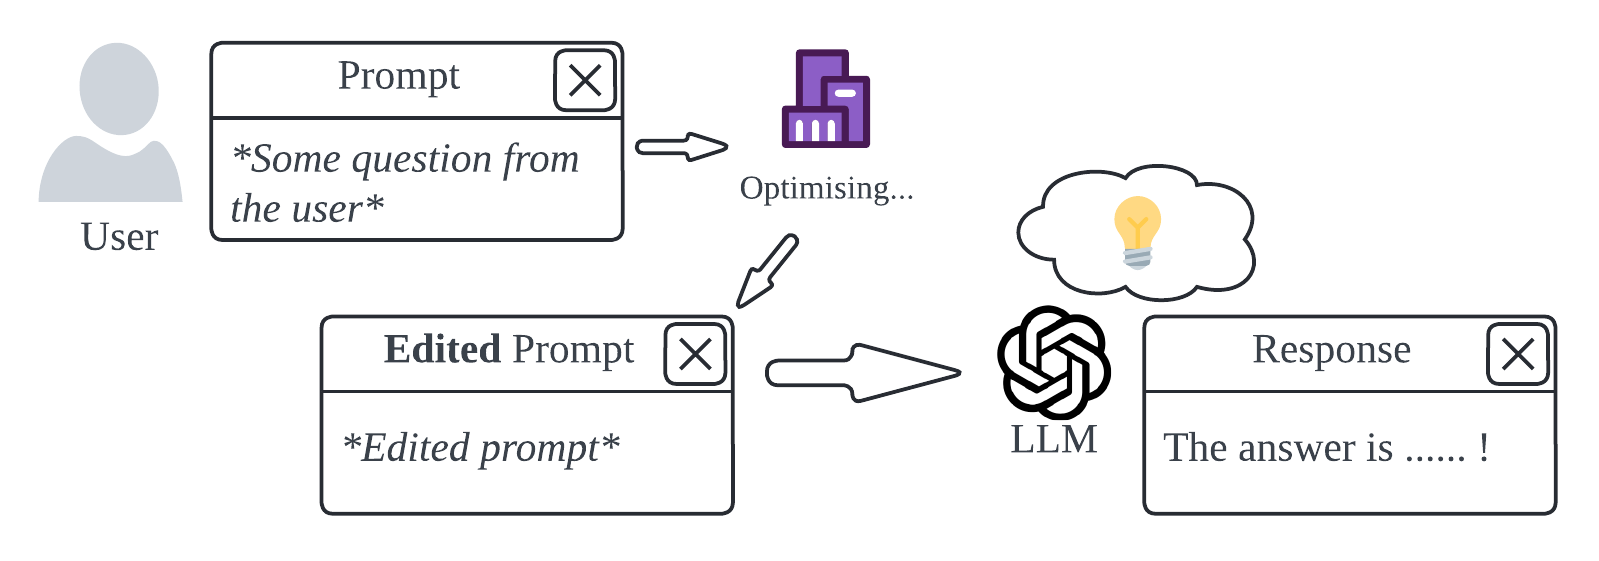 Prompt
*Some question from
the user*
User
Optimising...
Edited Prompt
*Edited prompt*
LLM
Response
The answer is ...... !